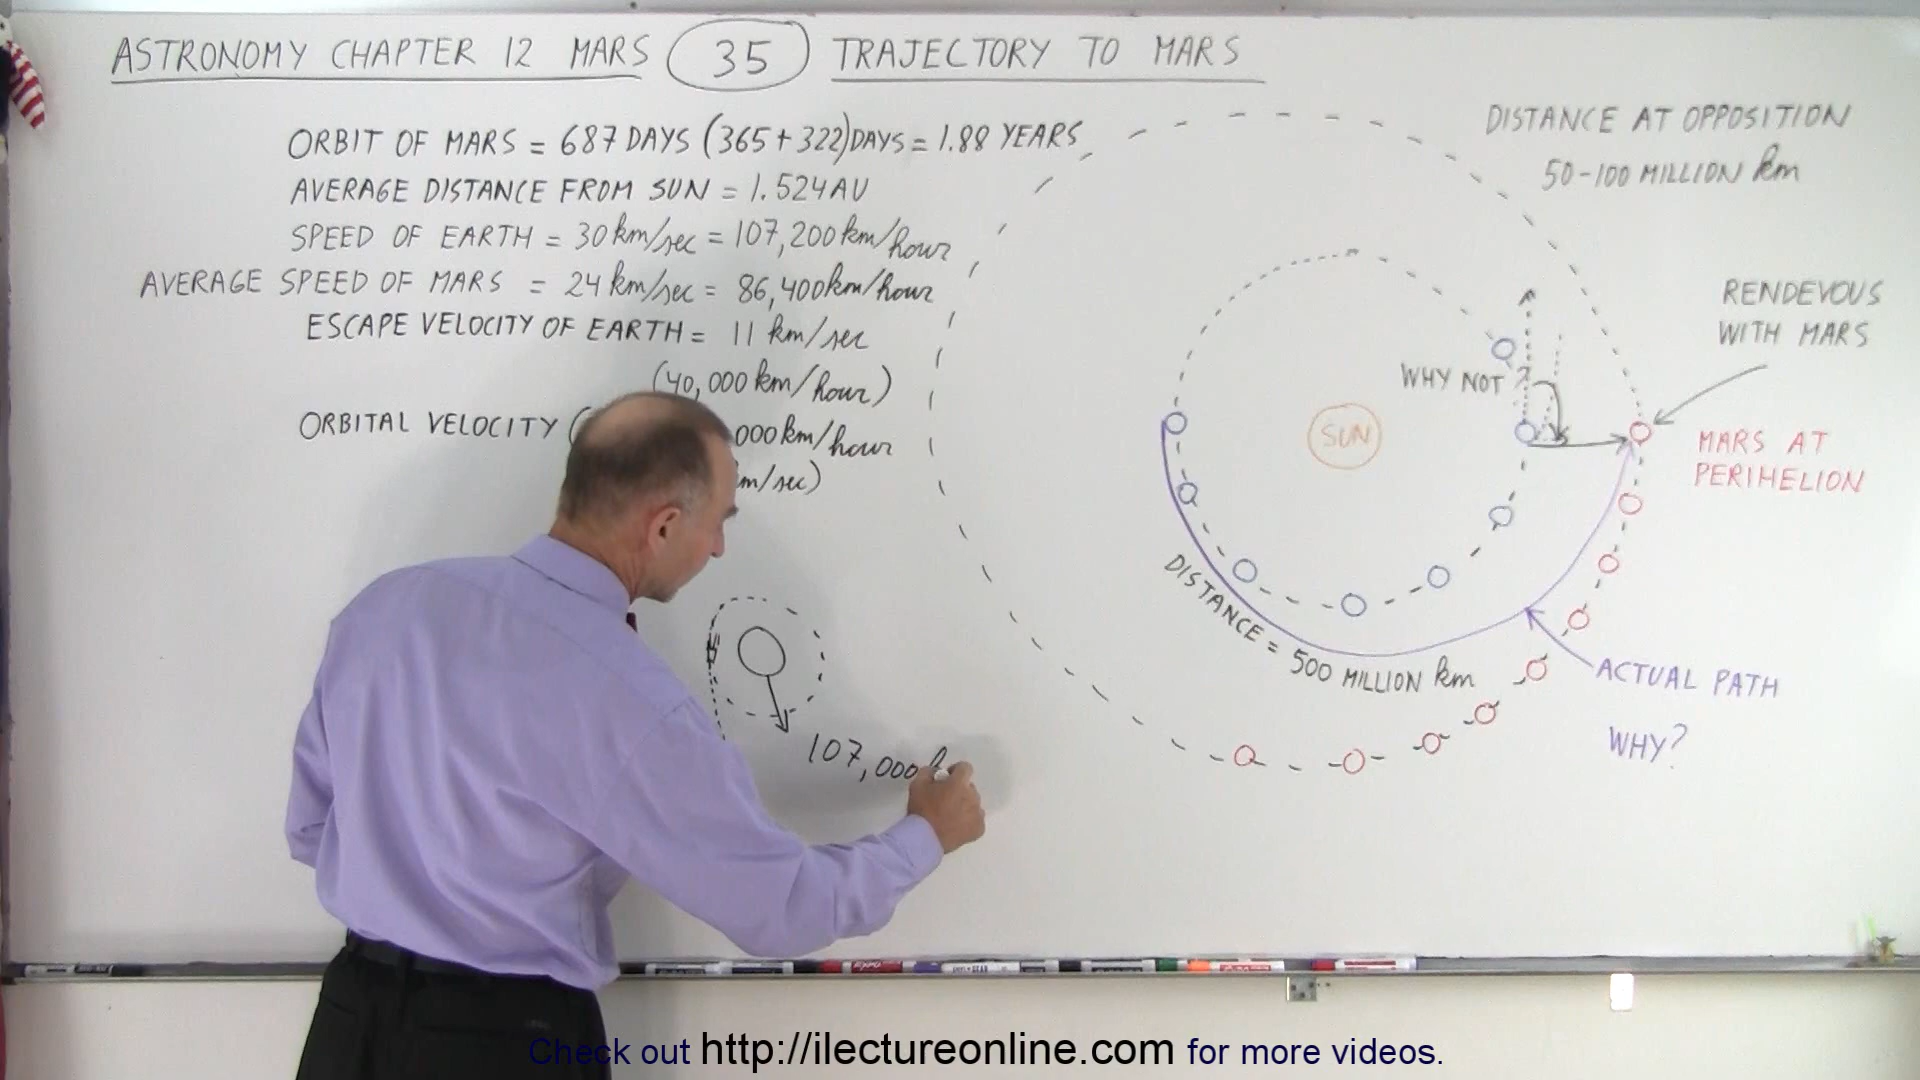 ASTRONOMY CHAPTER 12 MARS 35 TRAJECTORY TO MARS
ORBIT OF MARS = 687 DAYS (365+322)DAYS = 1.88 YEARS
AVERAGE DISTANCE FROM SUN = 1.524AU
SPEED OF EARTH = 30 km/sec = 107,200 km/hour
AVERAGE SPEED OF MARS = 24 km/sec = 86,400 km/hour
ESCAPE VELOCITY OF EARTH = 11 km/sec
(40,000 km/hour)
ORBITAL VELOCITY ( 000 km/hour
m/sec)
107,000
DISTANCE AT OPPOSITION
50-100 MILLION km
RENDEVOUS
WITH MARS
WHY NOT ?
SUN
MARS AT
PERIHELION
DISTANCE = 500 MILLION km
ACTUAL PATH
WHY?
EXPO
Check out http://ilectureonline.com for more videos.